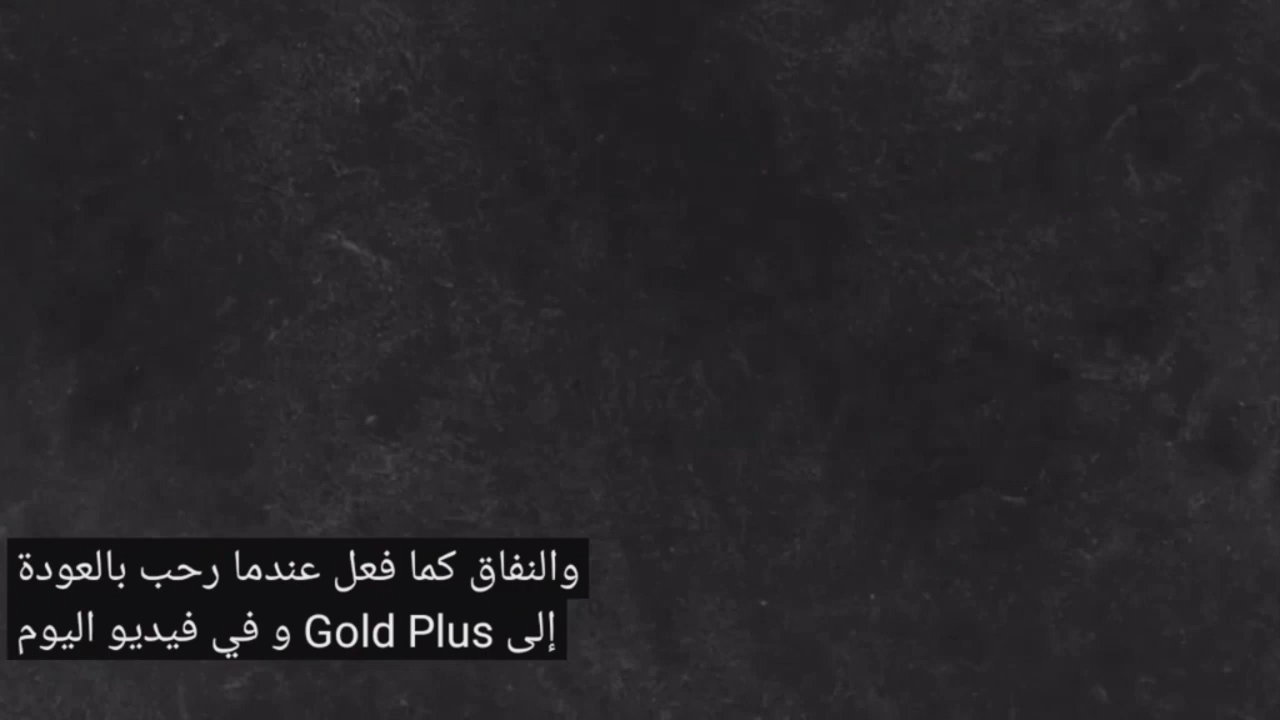 والنفاق كما فعل عندما رحب بالعودة
إلى Gold Plus و في فيديو اليوم